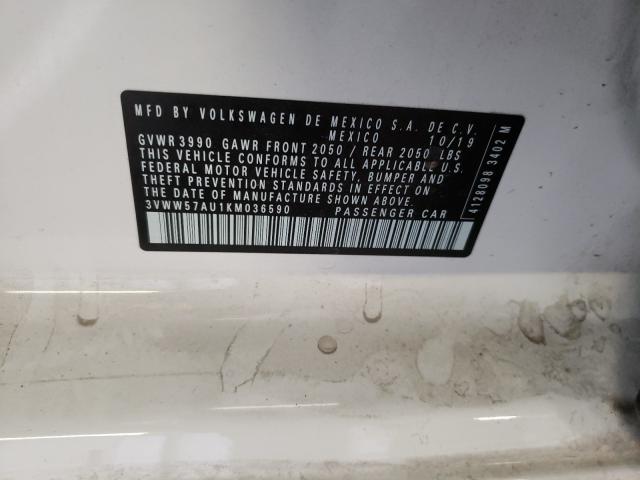 MFD BY VOLKSWAGEN DE MEXICO S.A. DE C.V.
MEXICO 10/19
GVWR 3990 GAWR FRONT 2050 / REAR 2050 LBS
THIS VEHICLE CONFORMS TO ALL APPLICABLE U.S.
FEDERAL MOTOR VEHICLE SAFETY, BUMPER AND
THEFT PREVENTION STANDARDS IN EFFECT ON
THE DATE OF MANUFACTURE SHOWN ABOVE.
3VWW57AU1KM036590 PASSENGER CAR
4128098 3402 M